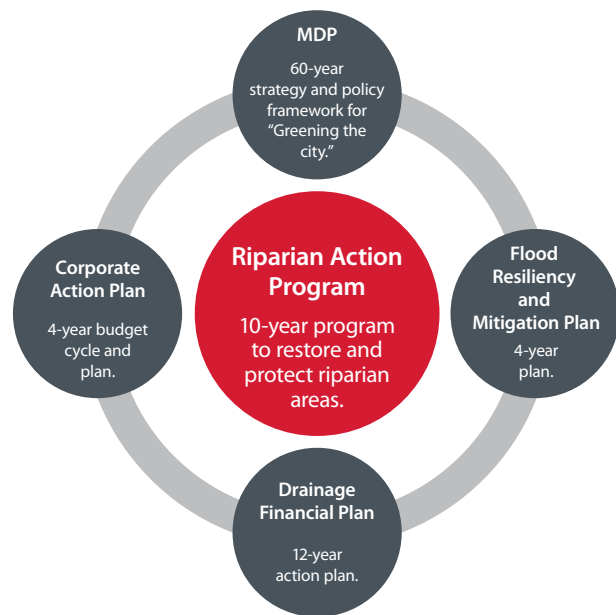 MDP
60-year
strategy and policy
framework for
“Greening the
city.”
Corporate
Action Plan
4-year budget
cycle and
plan.
Riparian Action
Program
10-year program
to restore and
protect riparian
areas.
Flood
Resiliency
and
Mitigation Plan
4-year
plan.
Drainage
Financial Plan
12-year
action plan.